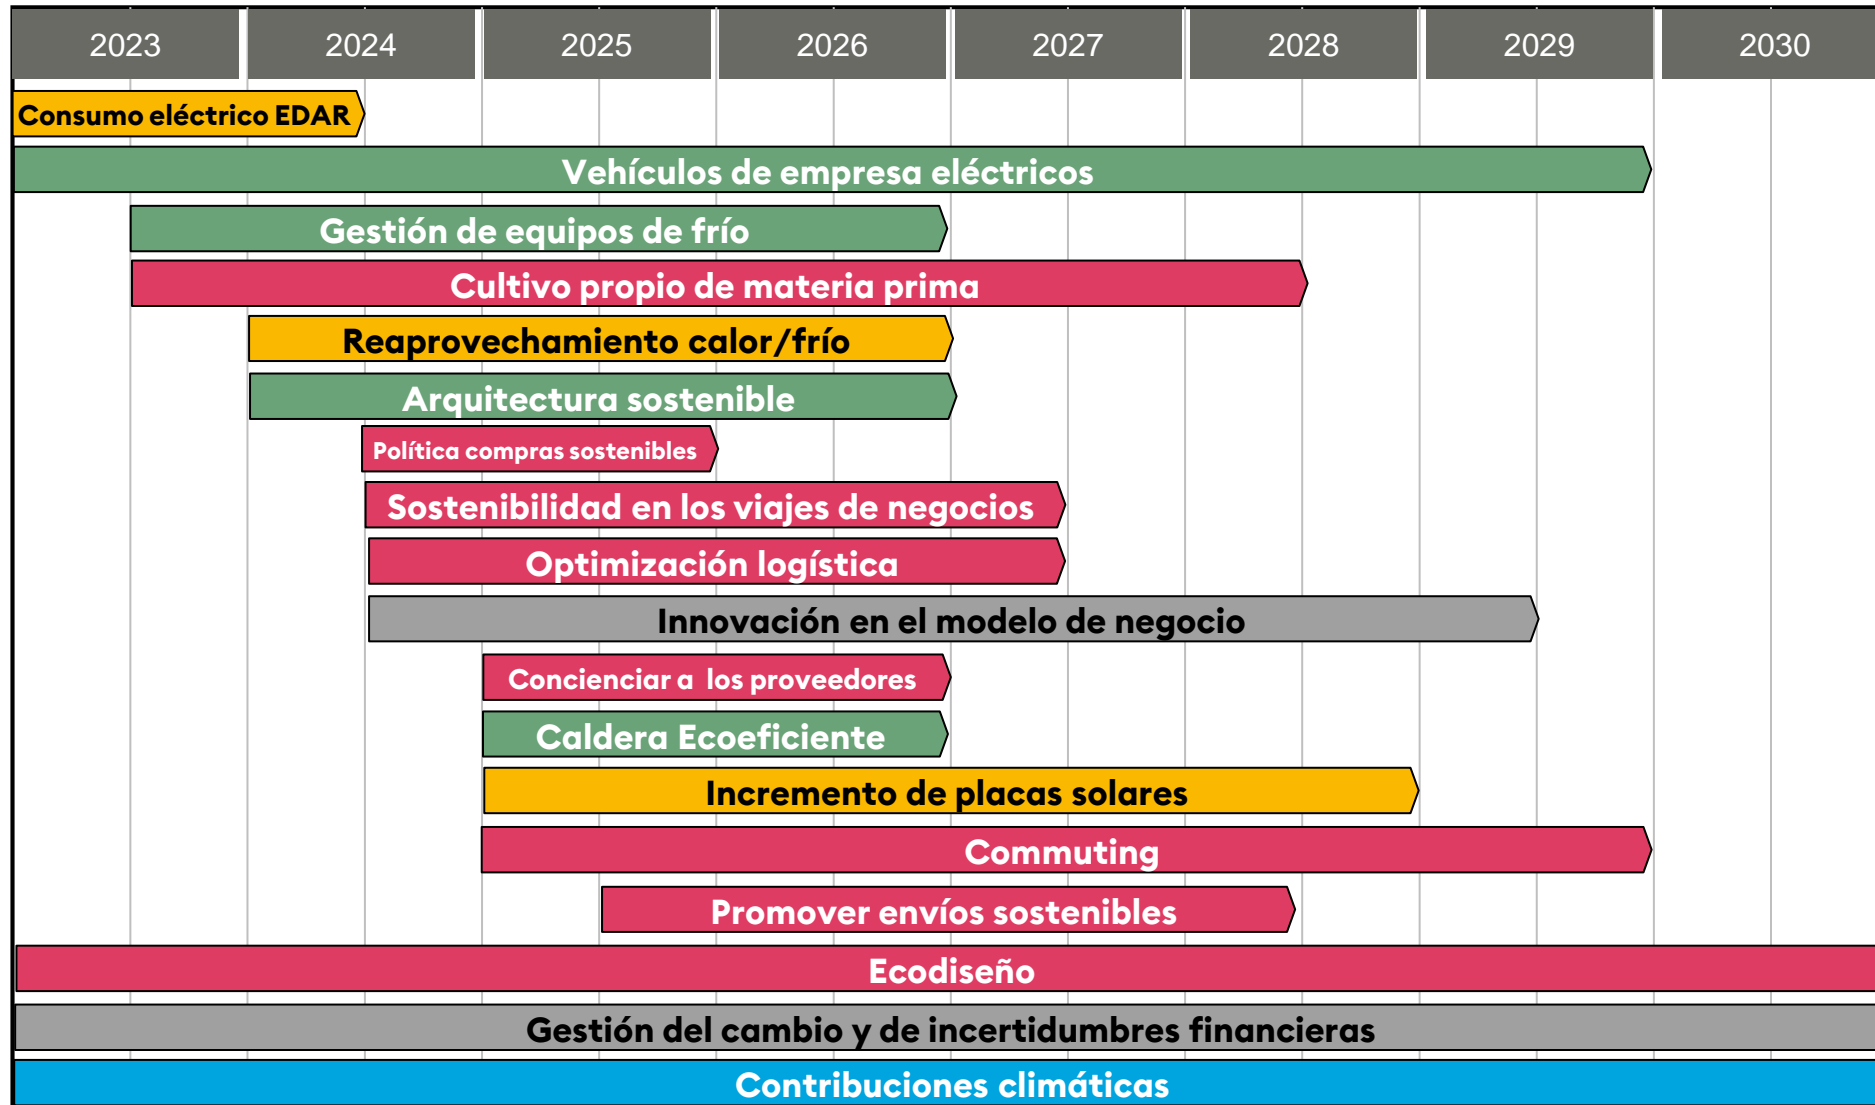 2023 2024 2025 2026 2027 2028 2029 2030
Consumo eléctrico EDAR
Vehículos de empresa eléctricos
Gestión de equipos de frío
Cultivo propio de materia prima
Reaprovechamiento calor/frío
Arquitectura sostenible
Política compras sostenibles
Sostenibilidad en los viajes de negocios
Optimización logística
Innovación en el modelo de negocio
Concienciar a los proveedores
Caldera Ecoeficiente
Incremento de placas solares
Commuting
Promover envíos sostenibles
Ecodiseño
Gestión del cambio y de incertidumbres financieras
Contribuciones climáticas